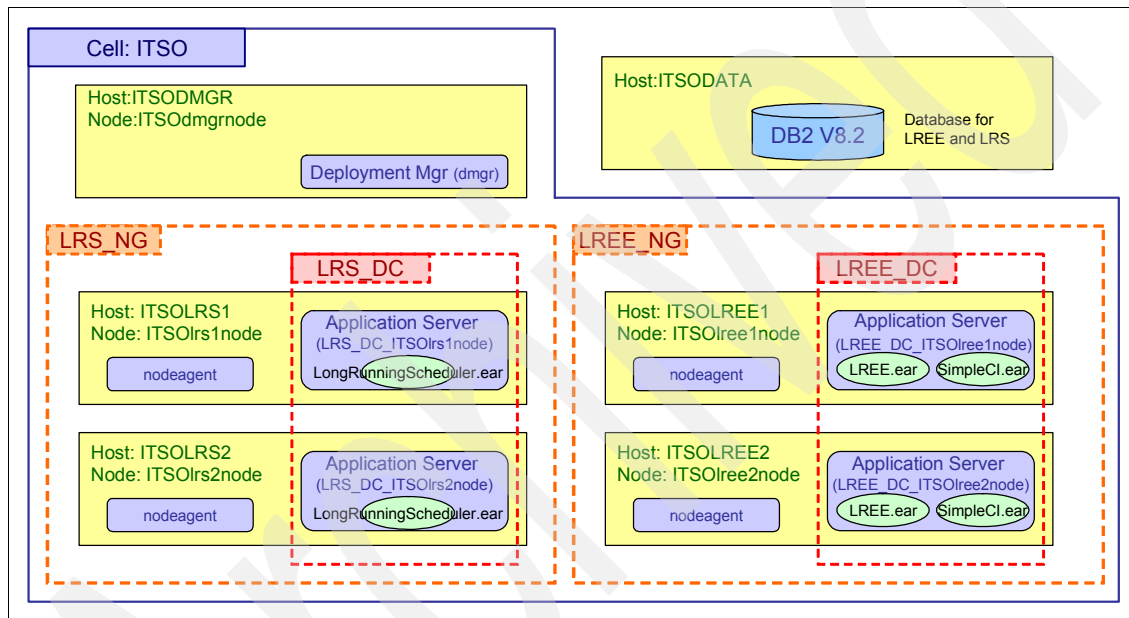 Cell: ITSO
Host:ITSODMGR
Node:ITSOdmgrnode
Deployment Mgr (dmgr)
Host:ITSODATA
DB2 V8.2
Database for
LREE and LRS
LRS_NG
LRS_DC
Host: ITSOLRS1
Node: ITSOlrs1node
nodeagent
Application Server
(LRS_DC_ITSOlrs1node)
LongRunningScheduler.ear
Host: ITSOLRS2
Node: ITSOlrs2node
nodeagent
Application Server
(LRS_DC_ITSOlrs2node)
LongRunningScheduler.ear
LREE_NG
LREE_DC
Host: ITSOLREE1
Node: ITSOlree1node
nodeagent
Application Server
(LREE_DC_ITSOlree1node)
LREE.ear SimpleCI.ear
Host: ITSOLREE2
Node: ITSOlree2node
nodeagent
Application Server
(LREE_DC_ITSOlree2node)
LREE.ear SimpleCI.ear